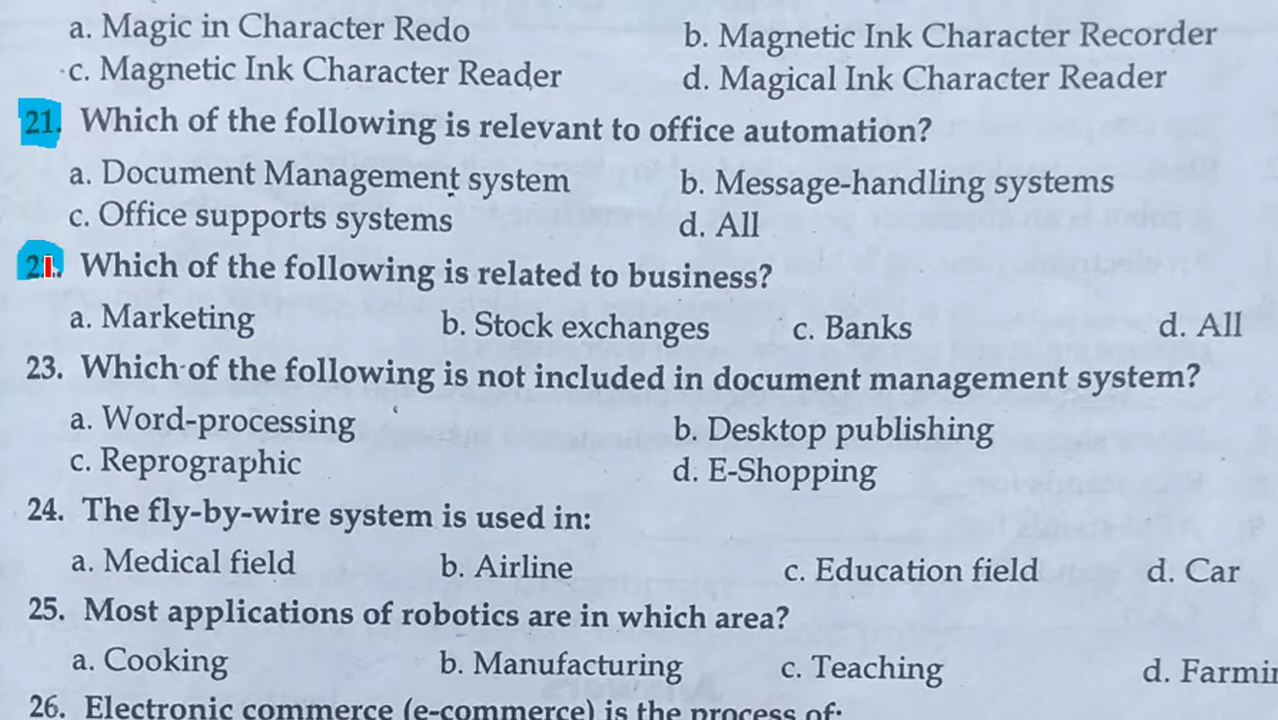 a. Magic in Character Redo b. Magnetic Ink Character Recorder
c. Magnetic Ink Character Reader d. Magical Ink Character Reader
21. Which of the following is relevant to office automation?
a. Document Management system b. Message-handling systems
c. Office supports systems d. All
21. Which of the following is related to business?
a. Marketing b. Stock exchanges c. Banks d. All
23. Which of the following is not included in document management system?
a. Word-processing b. Desktop publishing
c. Reprographic d. E-Shopping
24. The fly-by-wire system is used in:
a. Medical field b. Airline c. Education field d. Car
25. Most applications of robotics are in which area?
a. Cooking b. Manufacturing c. Teaching d. Farmin
26. Electronic commerce (e-commerce) is the process of: